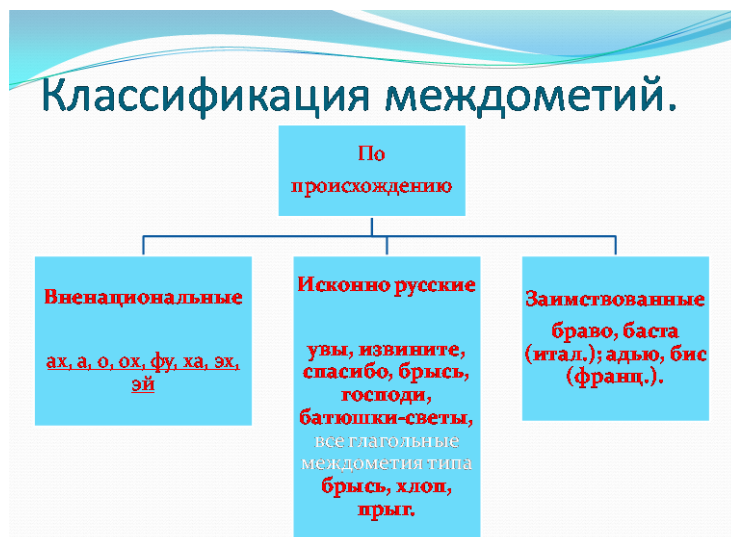 Классификация междометий.
По
происхождению
Вненациональные
ах, а, о, ох, фу, ха, эх,
эй
Исконно русские
увы, извините,
спасибо, брысь,
господи,
батюшки-светы,
все глагольные
междометия типа
брысь, хлоп,
прыг.
Заимствованные
браво, баста
(итал.); адью, бис
(франц.).